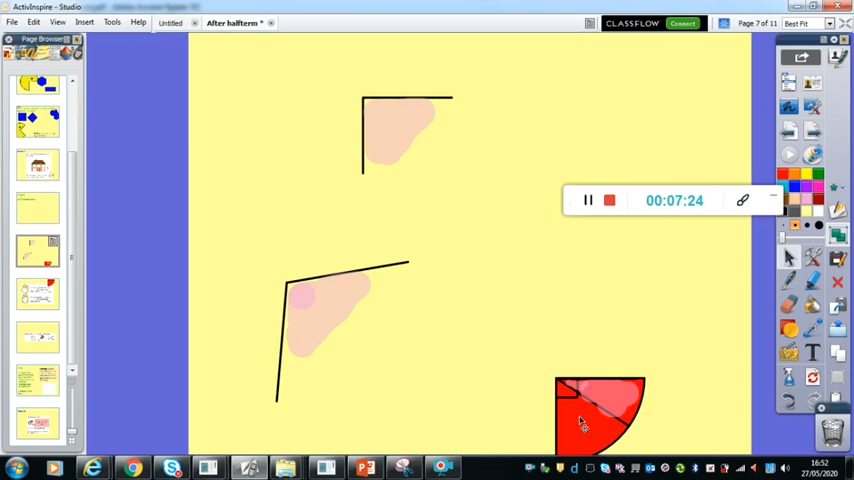 ActivInspire - Studio
File Edit View Insert Tools Help
Untitled
After halfterm *
CLASSFLOW
Connect
Page 7 of 11
Best Fit
Page Browser
00:07:24
T
16:52
27/05/2020